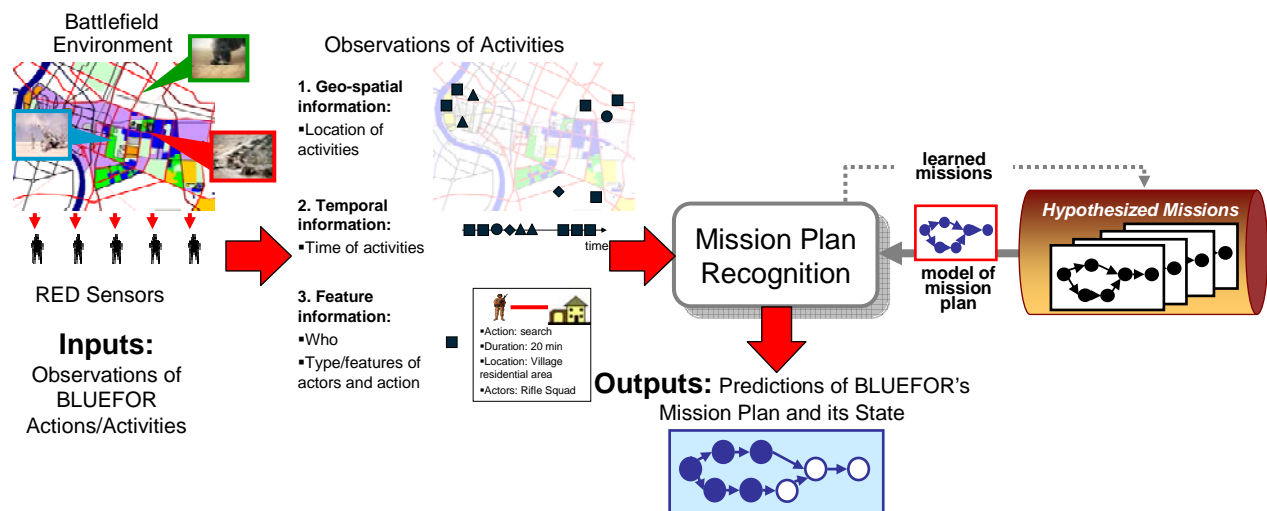 Battlefield
Environment
RED Sensors
Inputs:
Observations of
BLUEFOR
Actions/Activities
Observations of Activities
1. Geo-spatial
information:
▪Location of
activities
2. Temporal
information:
▪Time of activities
time
3. Feature
information:
▪Who
▪Type/features of
actors and action
▪Action: search
▪Duration: 20 min
▪Location: Village
residential area
▪Actors: Rifle Squad
Mission Plan
Recognition
learned
missions
model of
mission
plan
Hypothesized Missions
Outputs: Predictions of BLUEFOR's
Mission Plan and its State